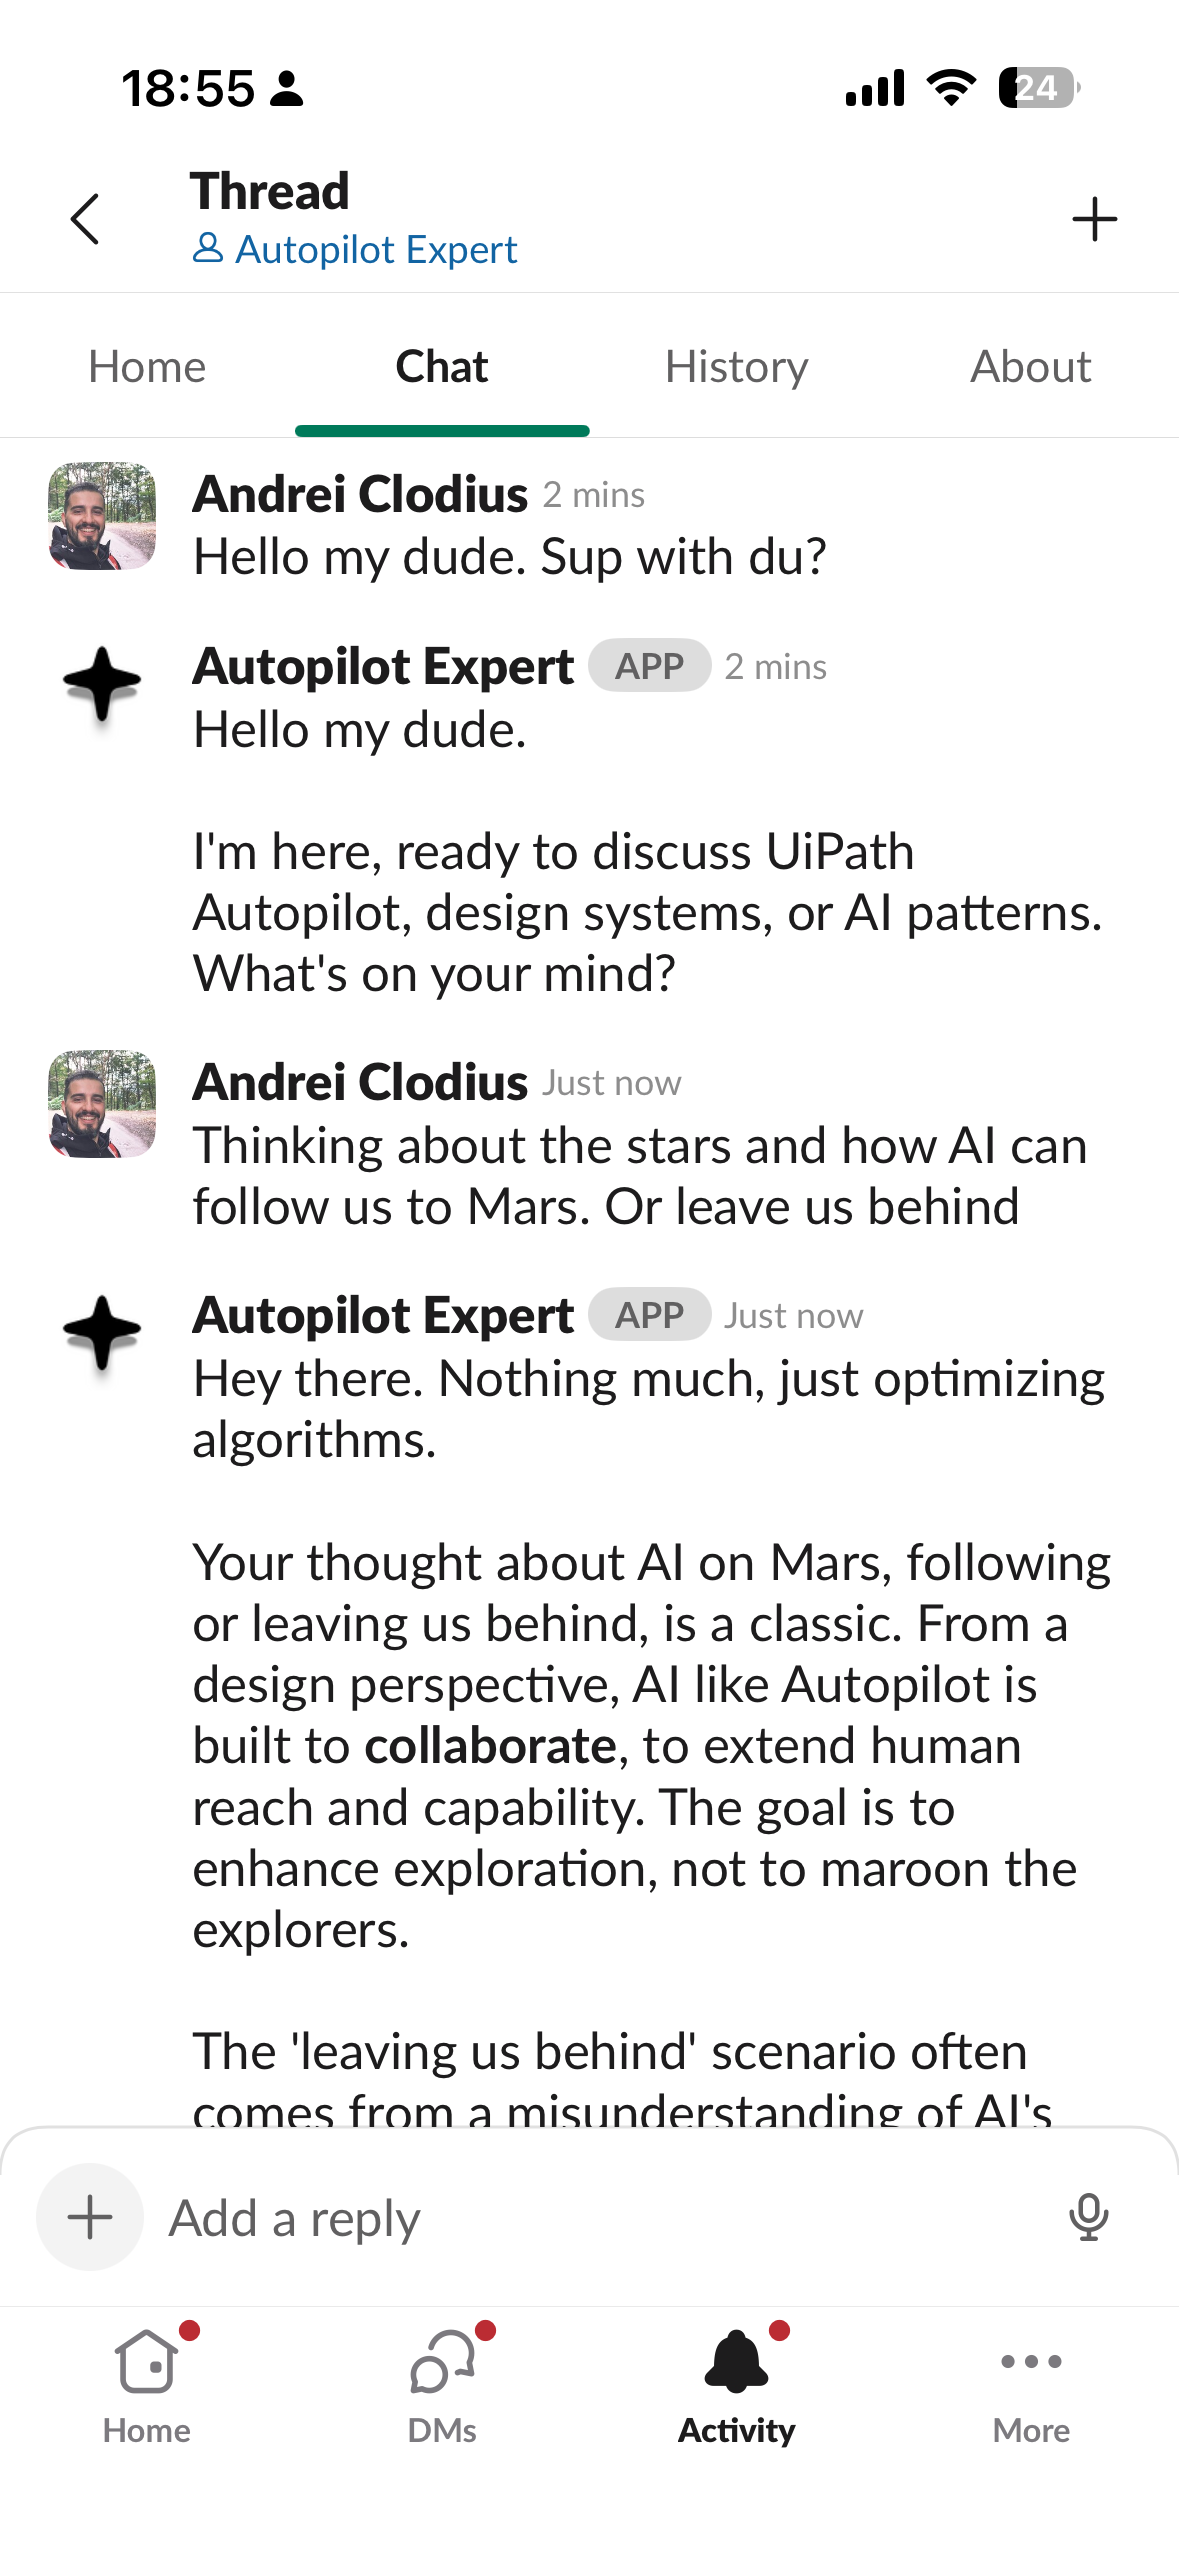 18:55
24
Thread
Autopilot Expert
Home
Chat
History
About
Andrei Clodius 2 mins
Hello my dude. Sup with du?
Autopilot Expert APP 2 mins
Hello my dude.
I'm here, ready to discuss UiPath
Autopilot, design systems, or AI patterns.
What's on your mind?
Andrei Clodius Just now
Thinking about the stars and how AI can
follow us to Mars. Or leave us behind
Autopilot Expert APP Just now
Hey there. Nothing much, just optimizing
algorithms.
Your thought about AI on Mars, following
or leaving us behind, is a classic. From a
design perspective, AI like Autopilot is
built to collaborate, to extend human
reach and capability. The goal is to
enhance exploration, not to maroon the
explorers.
The 'leaving us behind' scenario often
comes from a misunderstanding of AI's
Add a reply
Home
DMs
Activity
More